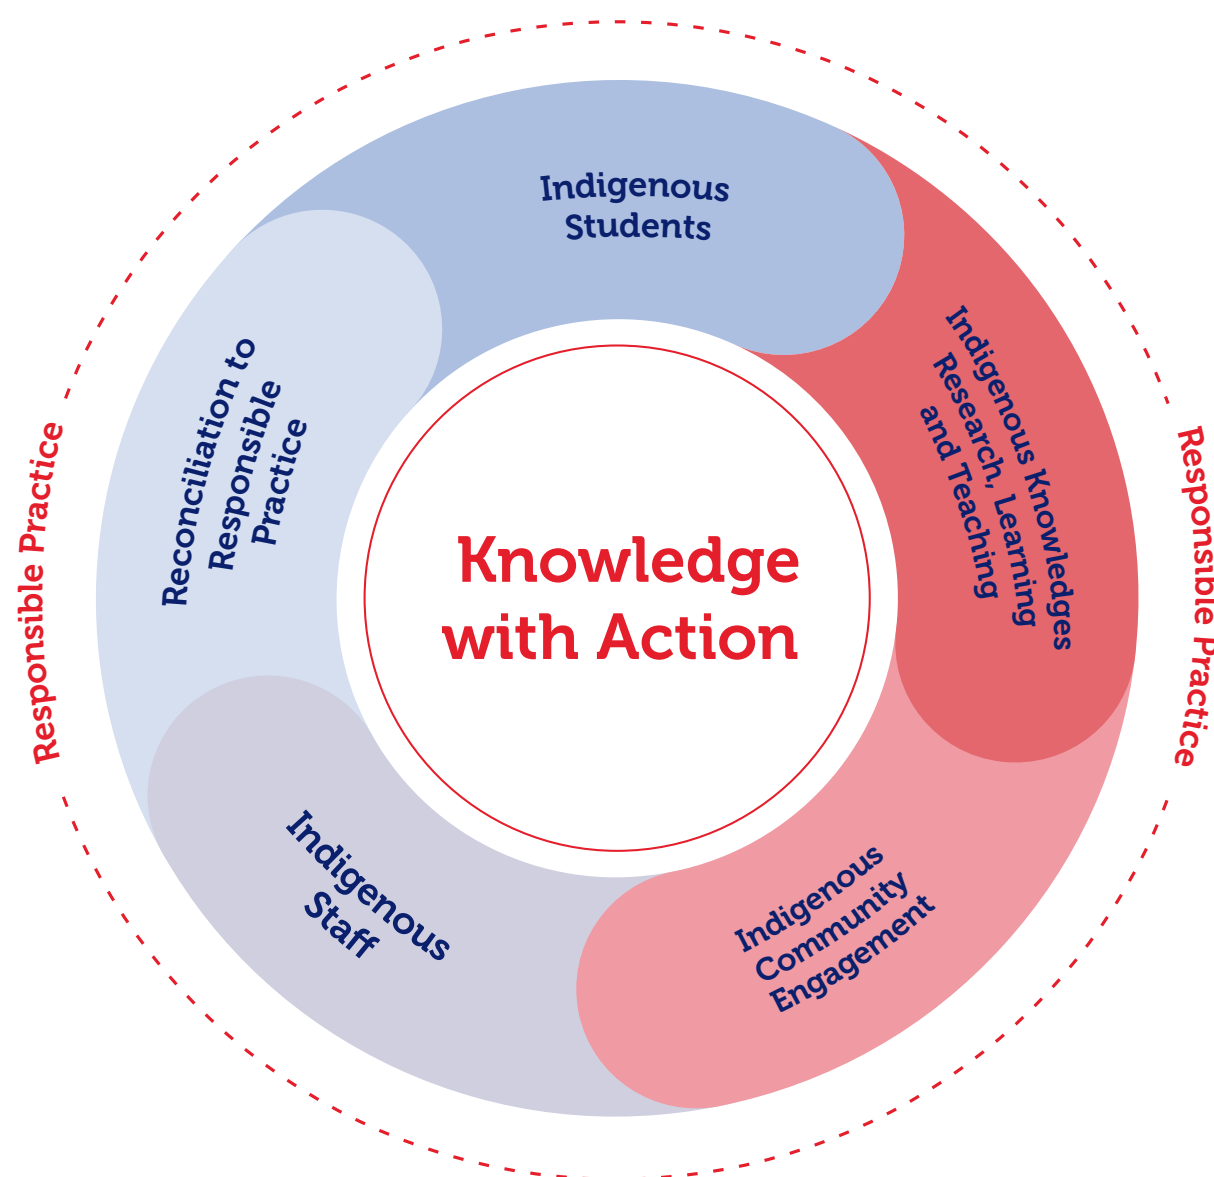 Indigenous
Students
Indigenous Knowledges
Research, Learning
and Teaching
Indigenous
Community
Engagement
Indigenous
Staff
Reconciliation to
Responsible
Practice
Knowledge
with Action
Responsible Practice
Responsible Practice